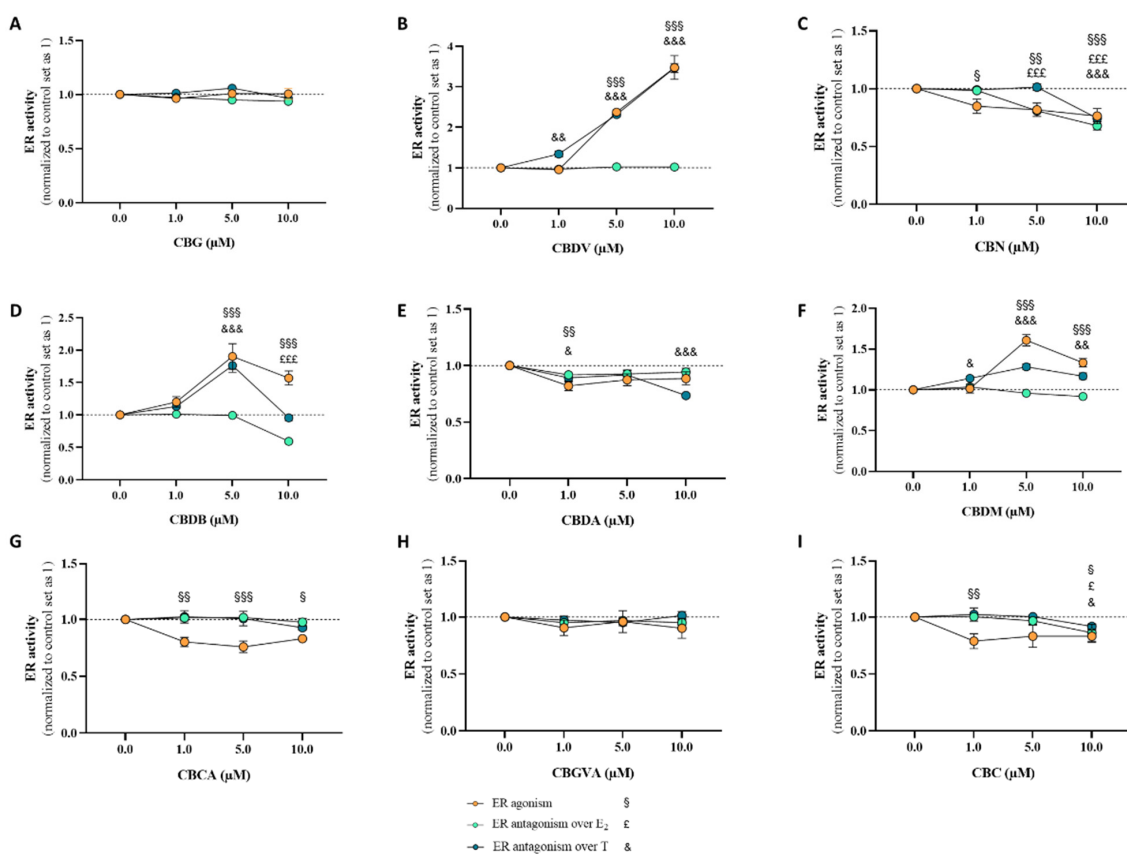 A
ER activity
(normalized to control set as 1)
1.5
1.0
0.5
0.0
0.0 1.0 5.0 10.0
CBG (µM)
B
ER activity
(normalized to control set as 1)
4
3
2
1
0
&&
§§§
&&&
§§§
&&&
0.0 1.0 5.0 10.0
CBDV (µM)
C
ER activity
(normalized to control set as 1)
1.5
1.0
0.5
0.0
§
§§
£££
§§§
£££
&&&
0.0 1.0 5.0 10.0
CBN (µM)
D
ER activity
(normalized to control set as 1)
2.5
2.0
1.5
1.0
0.5
0.0
§§§
&&&
§§§
£££
0.0 1.0 5.0 10.0
CBDB (µM)
E
ER activity
(normalized to control set as 1)
1.5
1.0
0.5
0.0
§§
&
&&&
0.0 1.0 5.0 10.0
CBDA (µM)
F
ER activity
(normalized to control set as 1)
2.0
1.5
1.0
0.5
0.0
&
§§§
&&&
§§§
&&
0.0 1.0 5.0 10.0
CBDM (µM)
G
ER activity
(normalized to control set as 1)
1.5
1.0
0.5
0.0
§§
§§§
§
0.0 1.0 5.0 10.0
CBCA (µM)
H
ER activity
(normalized to control set as 1)
1.5
1.0
0.5
0.0
0.0 1.0 5.0 10.0
CBGVA (µM)
I
ER activity
(normalized to control set as 1)
1.5
1.0
0.5
0.0
§§
§
£
&
0.0 1.0 5.0 10.0
CBC (µM)
ER agonism §
ER antagonism over E₂ £
ER antagonism over T &